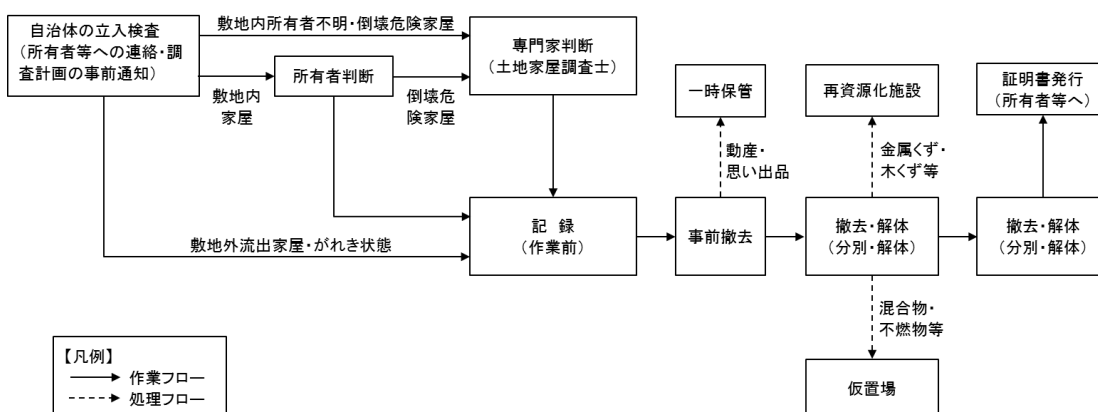 自治体の立入検査
(所有者等への連絡・調
査計画の事前通知)
敷地内所有者不明・倒壊危険家屋
敷地内
家屋
所有者判断
倒壊危
険家屋
専門家判断
(土地家屋調査士)
敷地外流出家屋・がれき状態
記 録
(作業前)
一時保管
動産・
思い出品
事前撤去
再資源化施設
金属くず・
木くず等
撤去・解体
(分別・解体)
混合物・
不燃物等
仮置場
証明書発行
(所有者等へ)
撤去・解体
(分別・解体)
【凡例】
作業フロー
処理フロー